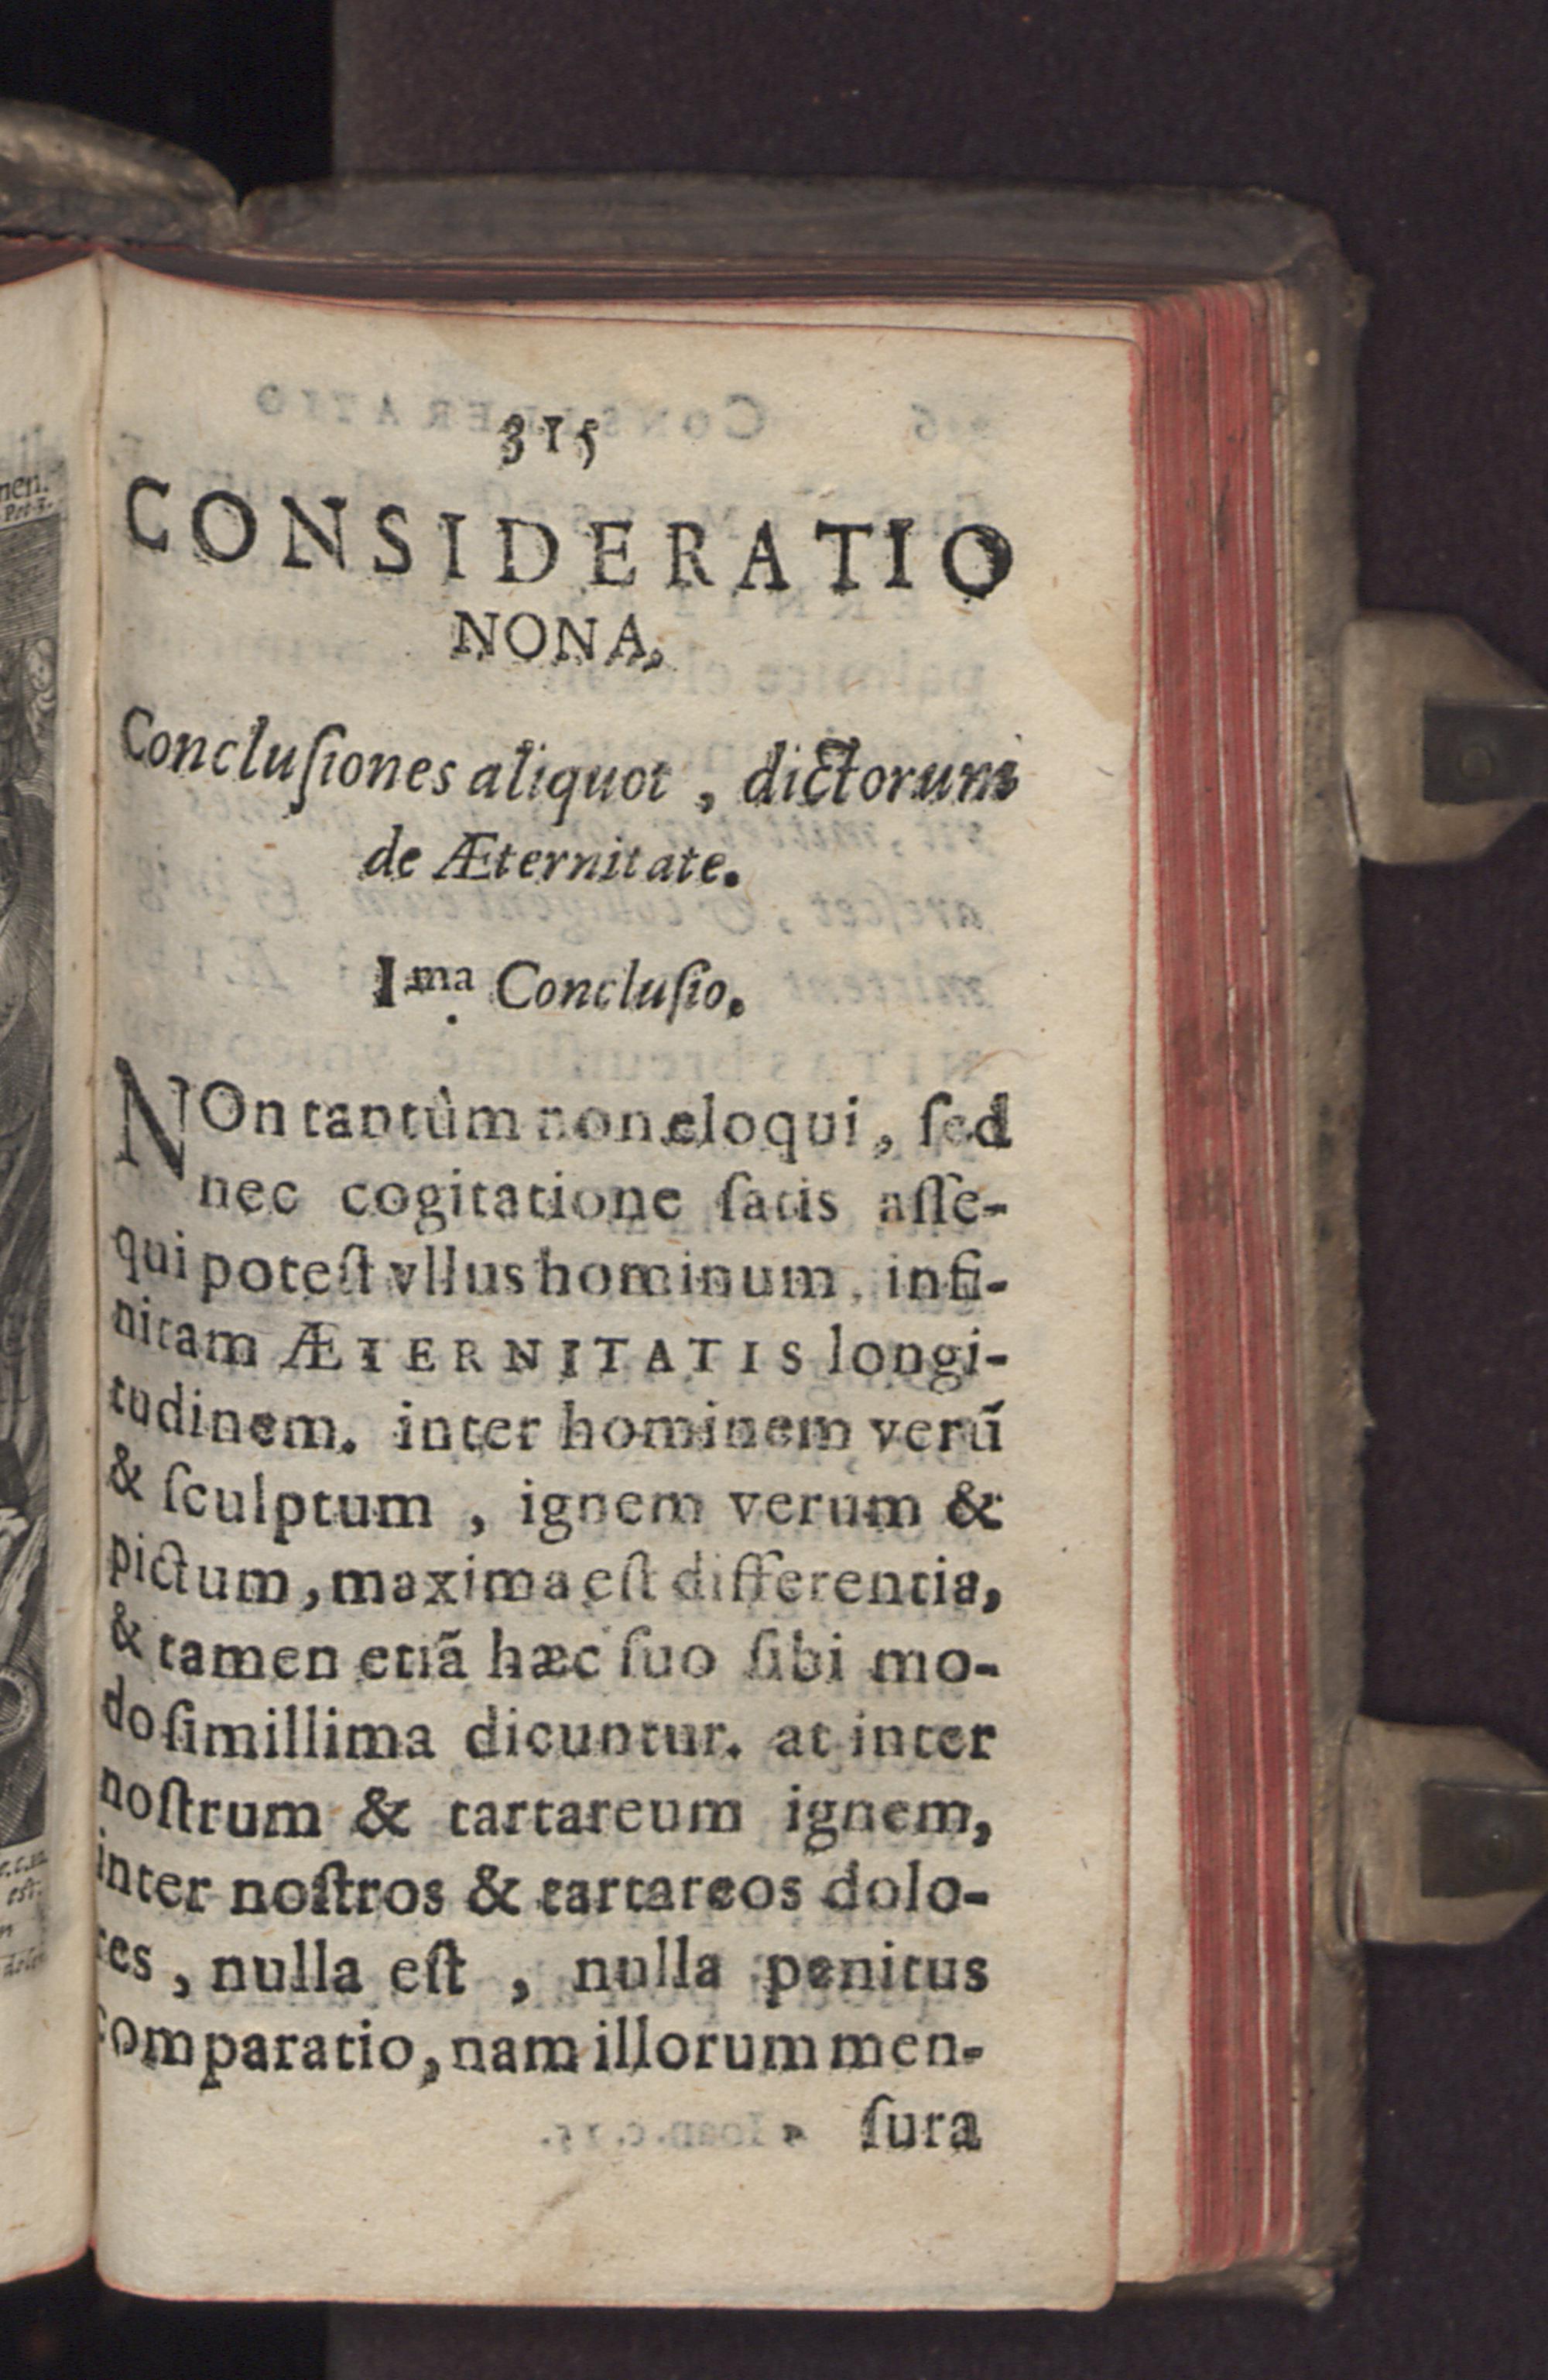 315
CONSIDERATIO
NONA,
Concluſiones aliquot, dictorum
de Æternitate.
Ima Concluſio.
NOn tantùm non eloqui, ſed
nec cogitatione ſatis aſſe-
qui poteſt vllus hominum, infi-
nitam ÆTERNITATIS longi-
tudinem. inter hominem verũ
& ſculptum, ignem verum &
pictum, maxima eſt differentia,
& tamen etiã hæc ſuo ſibi mo-
do ſimillima dicuntur. at inter
noſtrum & tartareum ignem,
inter noſtros & tartareos dolo-
res, nulla eſt, nulla penitus
comparatio, nam illorum men-
ſura